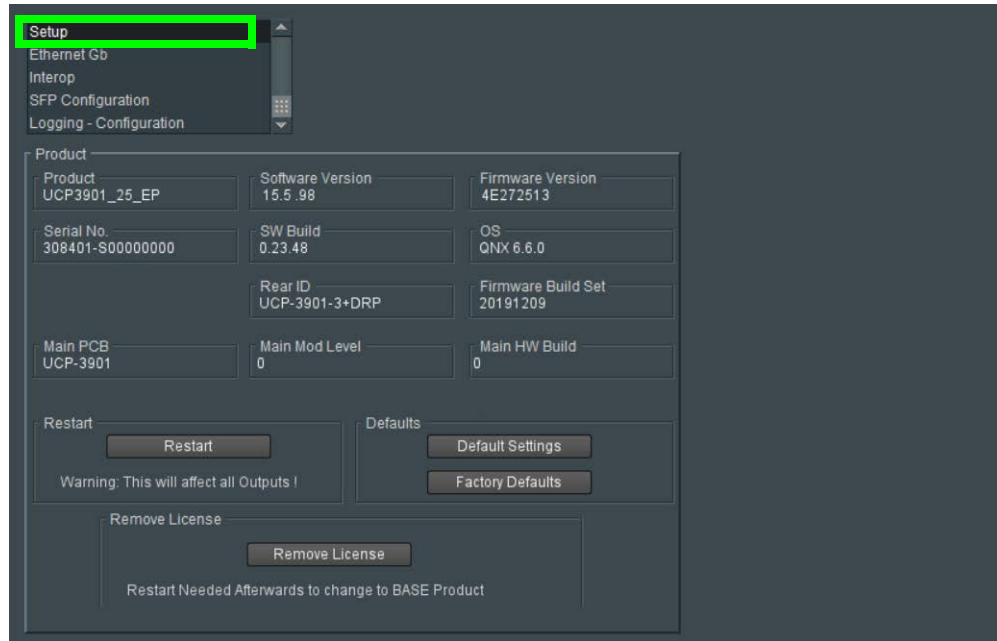 Setup
Ethernet Gb
Interop
SFP Configuration
Logging - Configuration
Product
Product
UCP3901_25_EP
Software Version
15.5 .98
Firmware Version
4E272513
Serial No.
308401-S00000000
SW Build
0.23.48
OS
QNX 6.6.0
Rear ID
UCP-3901-3+DRP
Firmware Build Set
20191209
Main PCB
UCP-3901
Main Mod Level
0
Main HW Build
0
Restart
Restart
Warning: This will affect all Outputs !
Defaults
Default Settings
Factory Defaults
Remove License
Remove License
Restart Needed Afterwards to change to BASE Product